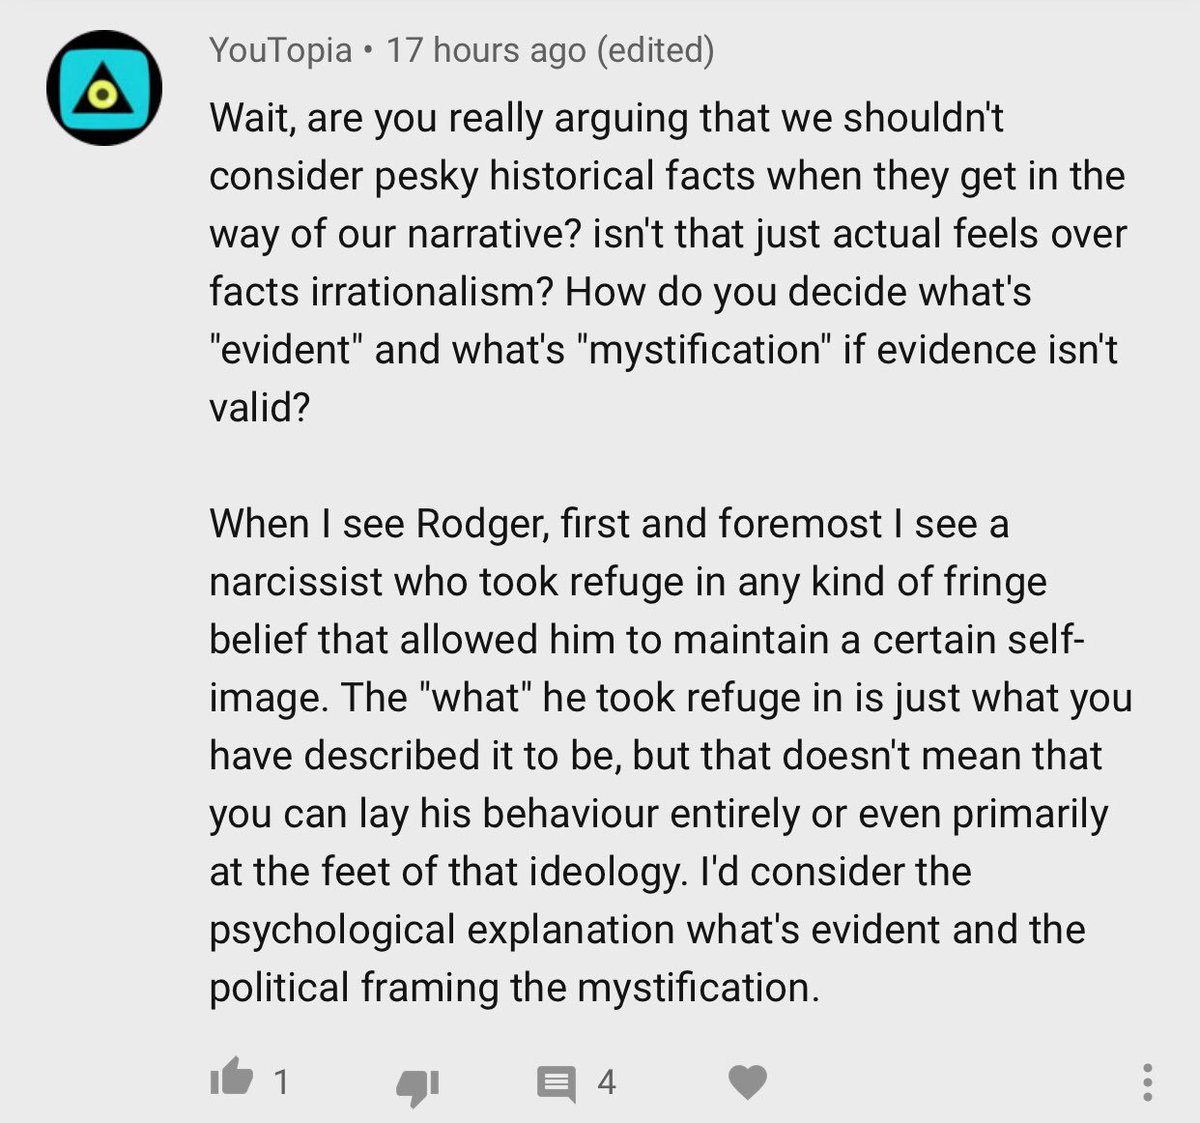 YouTopia • 17 hours ago (edited)
Wait, are you really arguing that we shouldn't
consider pesky historical facts when they get in the
way of our narrative? isn't that just actual feels over
facts irrationalism? How do you decide what's
"evident" and what's "mystification" if evidence isn't
valid?
When I see Rodger, first and foremost I see a
narcissist who took refuge in any kind of fringe
belief that allowed him to maintain a certain self-
image. The "what" he took refuge in is just what you
have described it to be, but that doesn't mean that
you can lay his behaviour entirely or even primarily
at the feet of that ideology. I'd consider the
psychological explanation what's evident and the
political framing the mystification.
1
4